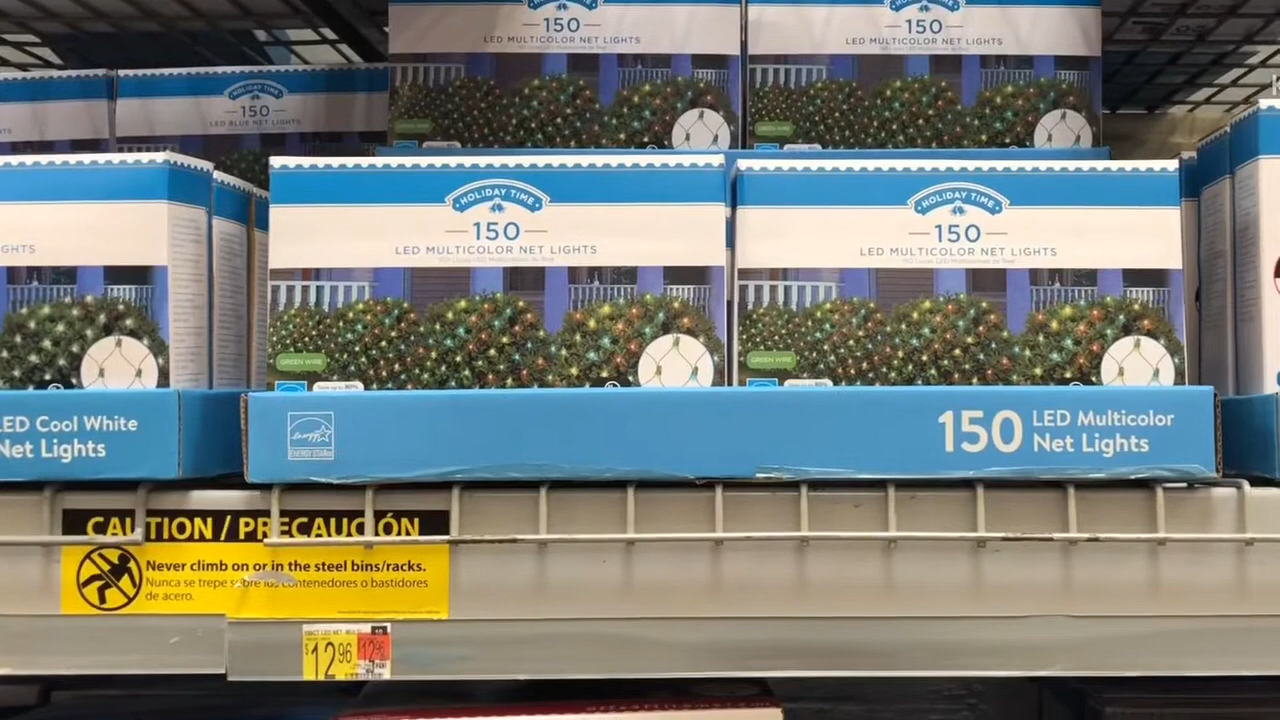 150
LED MULTICOLOR NET LIGHTS
150
LED MULTICOLOR NET LIGHTS
HOLIDAY TIME
150
LED BLUE NET LIGHTS
HOLIDAY TIME
150
LED MULTICOLOR NET LIGHTS
GREEN WIRE
HOLIDAY TIME
150
LED MULTICOLOR NET LIGHTS
GREEN WIRE
GHTS
LED Cool White
Net Lights
ENERGY STAR
150 LED Multicolor
Net Lights
CAUTION / PRECAUCIÓN
Never climb on or in the steel bins/racks.
Nunca se trepe sobre los contenedores o bastidores
de acero.
$12.96
12.96